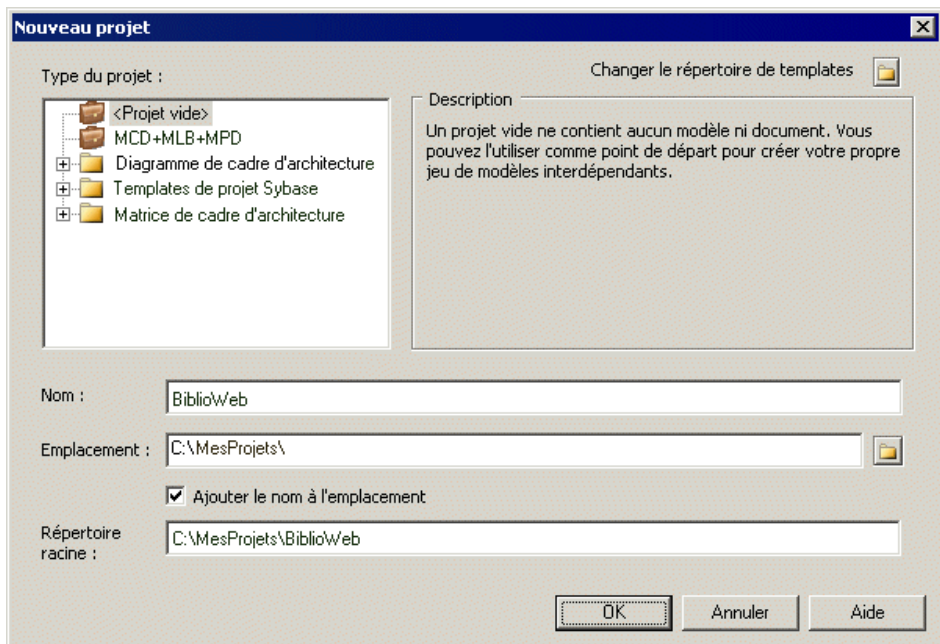 Nouveau projet
Type du projet :
Changer le répertoire de templates
<Projet vide>
MCD+MLB+MPD
Diagramme de cadre d'architecture
Templates de projet Sybase
Matrice de cadre d'architecture
Description
Un projet vide ne contient aucun modèle ni document. Vous
pouvez l'utiliser comme point de départ pour créer votre propre
jeu de modèles interdépendants.
Nom :
BiblioWeb
Emplacement :
C:\MesProjets\
Ajouter le nom à l'emplacement
Répertoire
racine :
C:\MesProjets\BiblioWeb
OK
Annuler
Aide